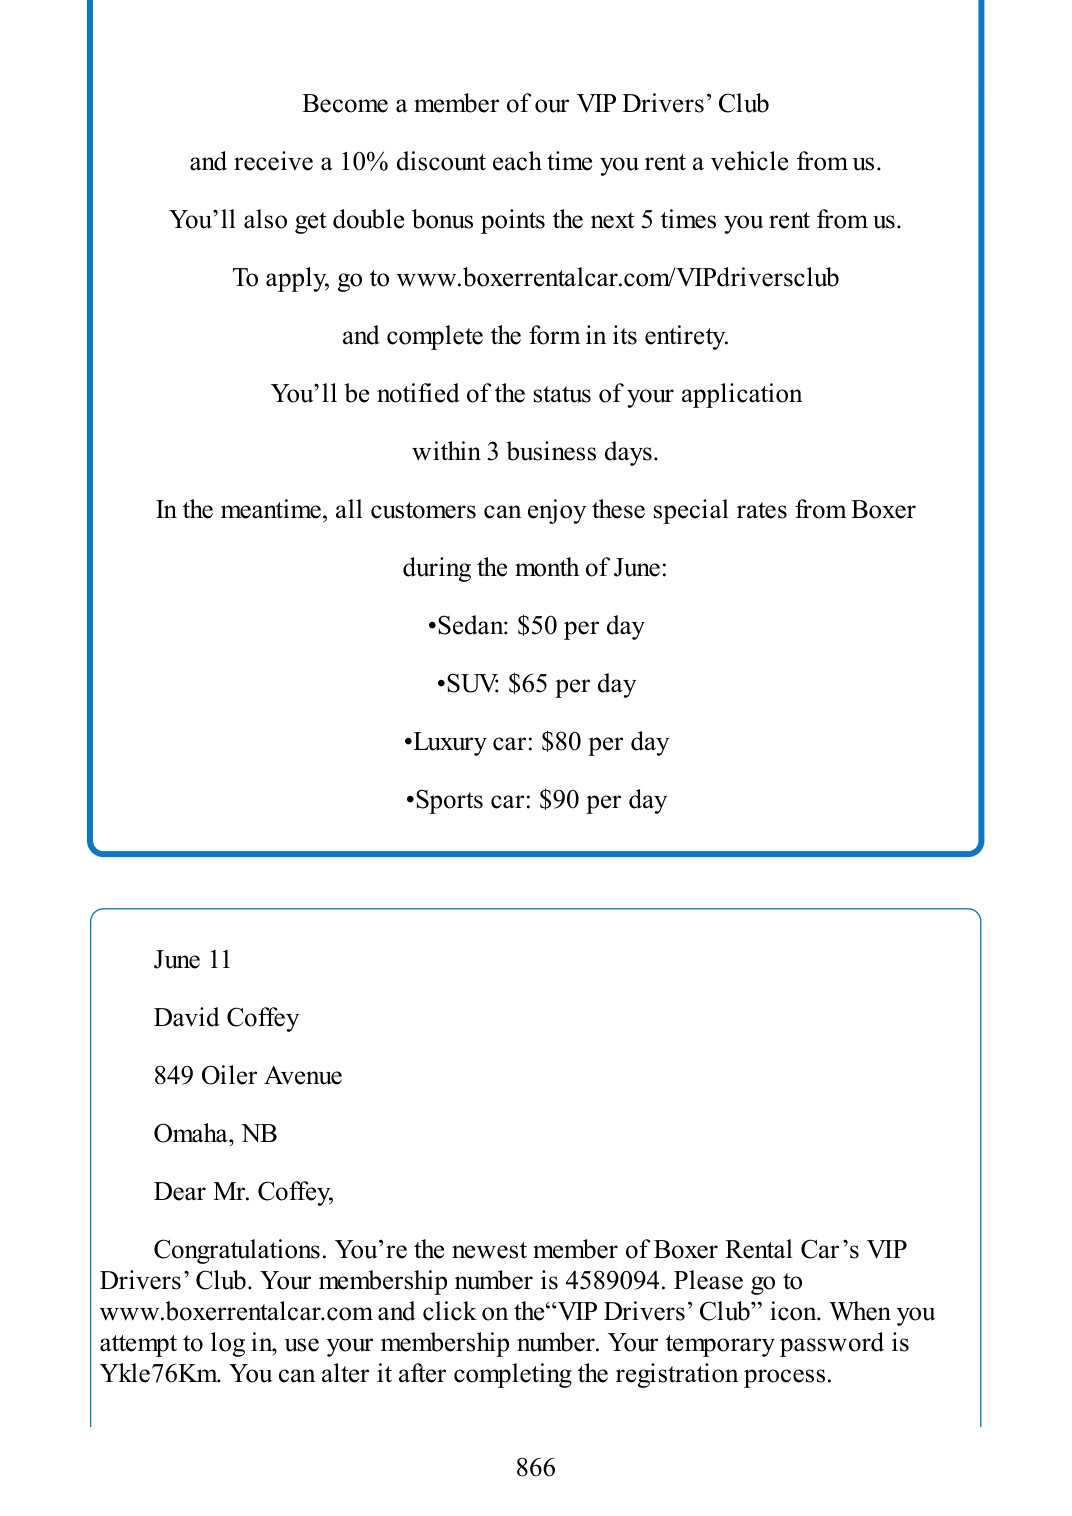 Become a member of our VIP Drivers’ Club
and receive a 10% discount each time you rent a vehicle from us.
You’ll also get double bonus points the next 5 times you rent from us.
To apply, go to www.boxerrentalcar.com/VIPdriversclub
and complete the form in its entirety.
You’ll be notified of the status of your application
within 3 business days.
In the meantime, all customers can enjoy these special rates from Boxer
during the month of June:
•Sedan: $50 per day
•SUV: $65 per day
•Luxury car: $80 per day
•Sports car: $90 per day
June 11
David Coffey
849 Oiler Avenue
Omaha, NB
Dear Mr. Coffey,
Congratulations. You’re the newest member of Boxer Rental Car’s VIP
Drivers’ Club. Your membership number is 4589094. Please go to
www.boxerrentalcar.com and click on the“VIP Drivers’ Club” icon. When you
attempt to log in, use your membership number. Your temporary password is
Ykle76Km. You can alter it after completing the registration process.
866